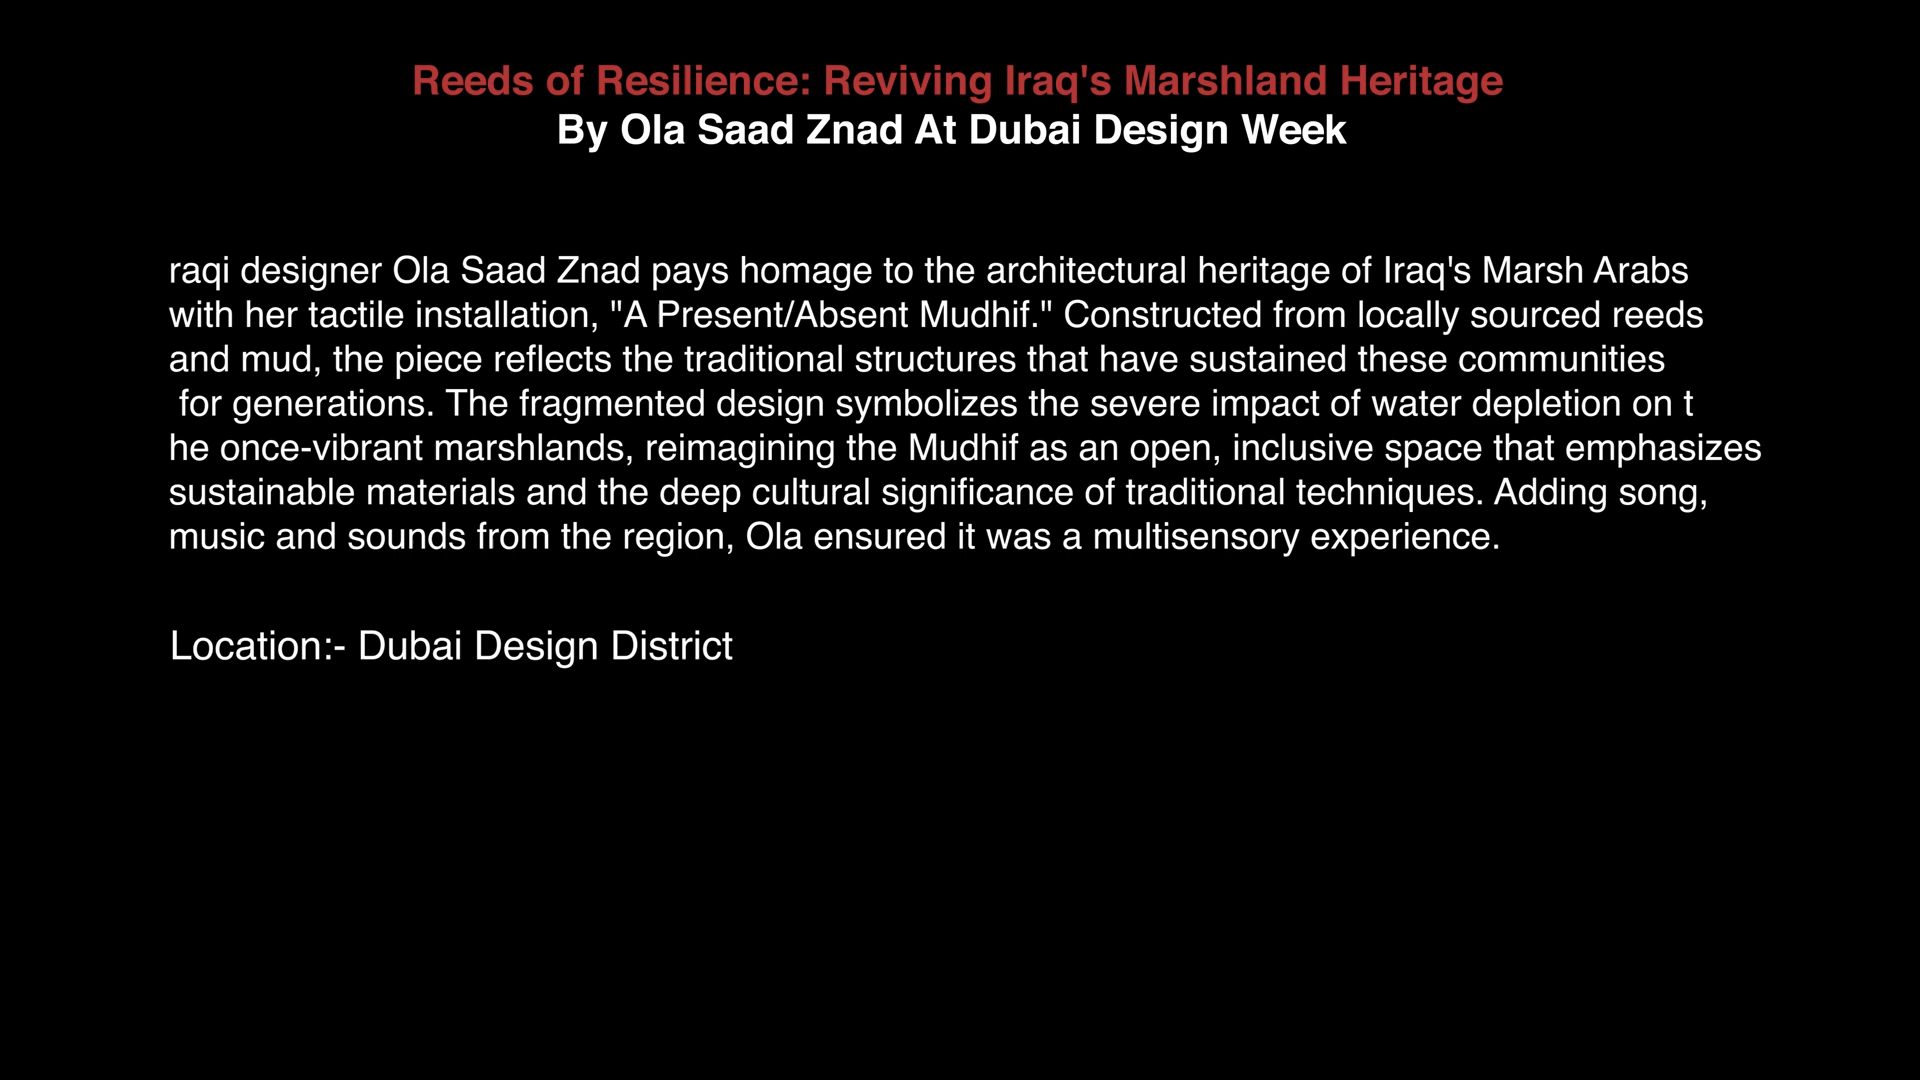 Reeds of Resilience: Reviving Iraq's Marshland Heritage
By Ola Saad Znad At Dubai Design Week
raqi designer Ola Saad Znad pays homage to the architectural heritage of Iraq's Marsh Arabs
with her tactile installation, "A Present/Absent Mudhif." Constructed from locally sourced reeds
and mud, the piece reflects the traditional structures that have sustained these communities
for generations. The fragmented design symbolizes the severe impact of water depletion on t
he once-vibrant marshlands, reimagining the Mudhif as an open, inclusive space that emphasizes
sustainable materials and the deep cultural significance of traditional techniques. Adding song,
music and sounds from the region, Ola ensured it was a multisensory experience.
Location:- Dubai Design District